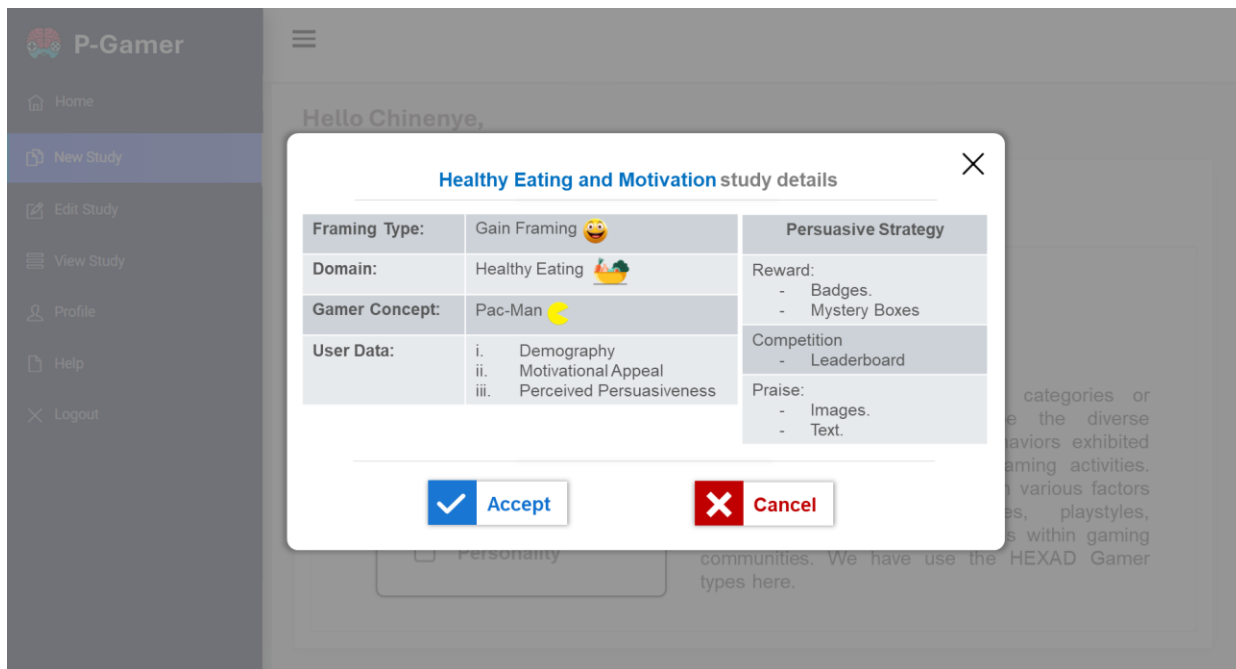 P-Gamer
Home
New Study
Edit Study
View Study
Profile
Help
Logout
Hello Chinenye,
Healthy Eating and Motivation study details
Framing Type: Gain Framing
Domain: Healthy Eating
Gamer Concept: Pac-Man
User Data: i. Demography
ii. Motivational Appeal
iii. Perceived Persuasiveness
Persuasive Strategy
Reward:
- Badges.
- Mystery Boxes
Competition
- Leaderboard
Praise:
- Images.
- Text.
Accept
Cancel
categories or
the diverse
exhibited
activities.
various factors
playstyles,
within gaming
Personality
communities. We have use the HEXAD Gamer
types here.